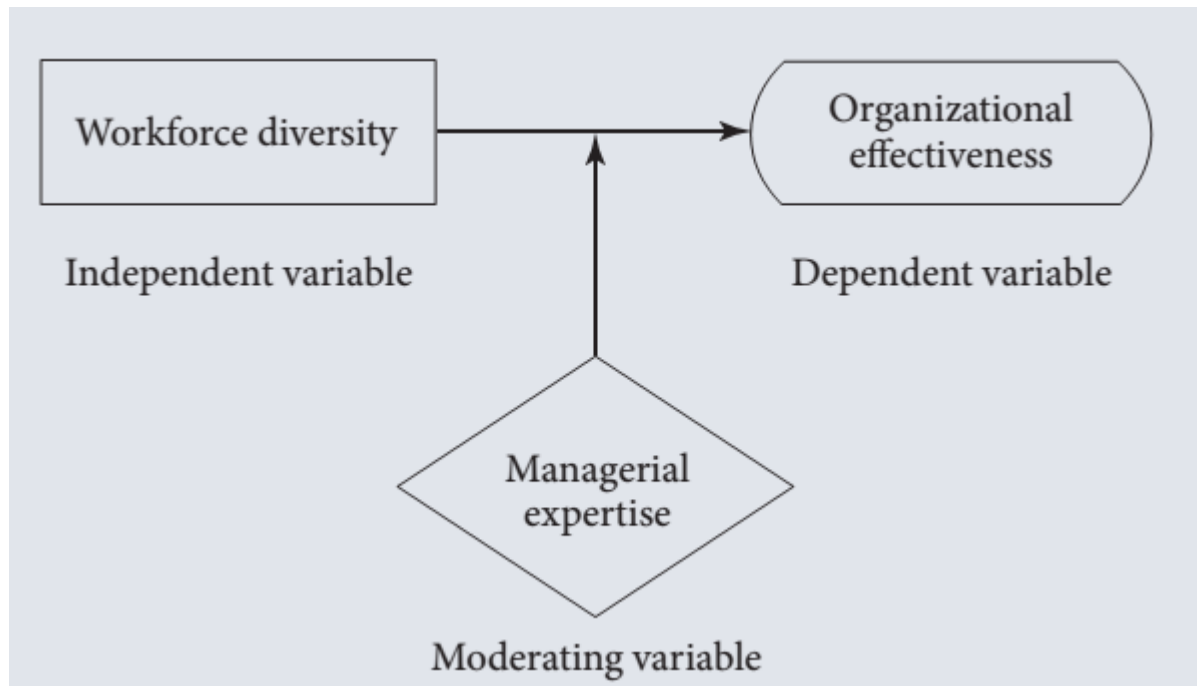 Workforce diversity
Organizational
effectiveness
Independent variable
Dependent variable
Managerial
expertise
Moderating variable